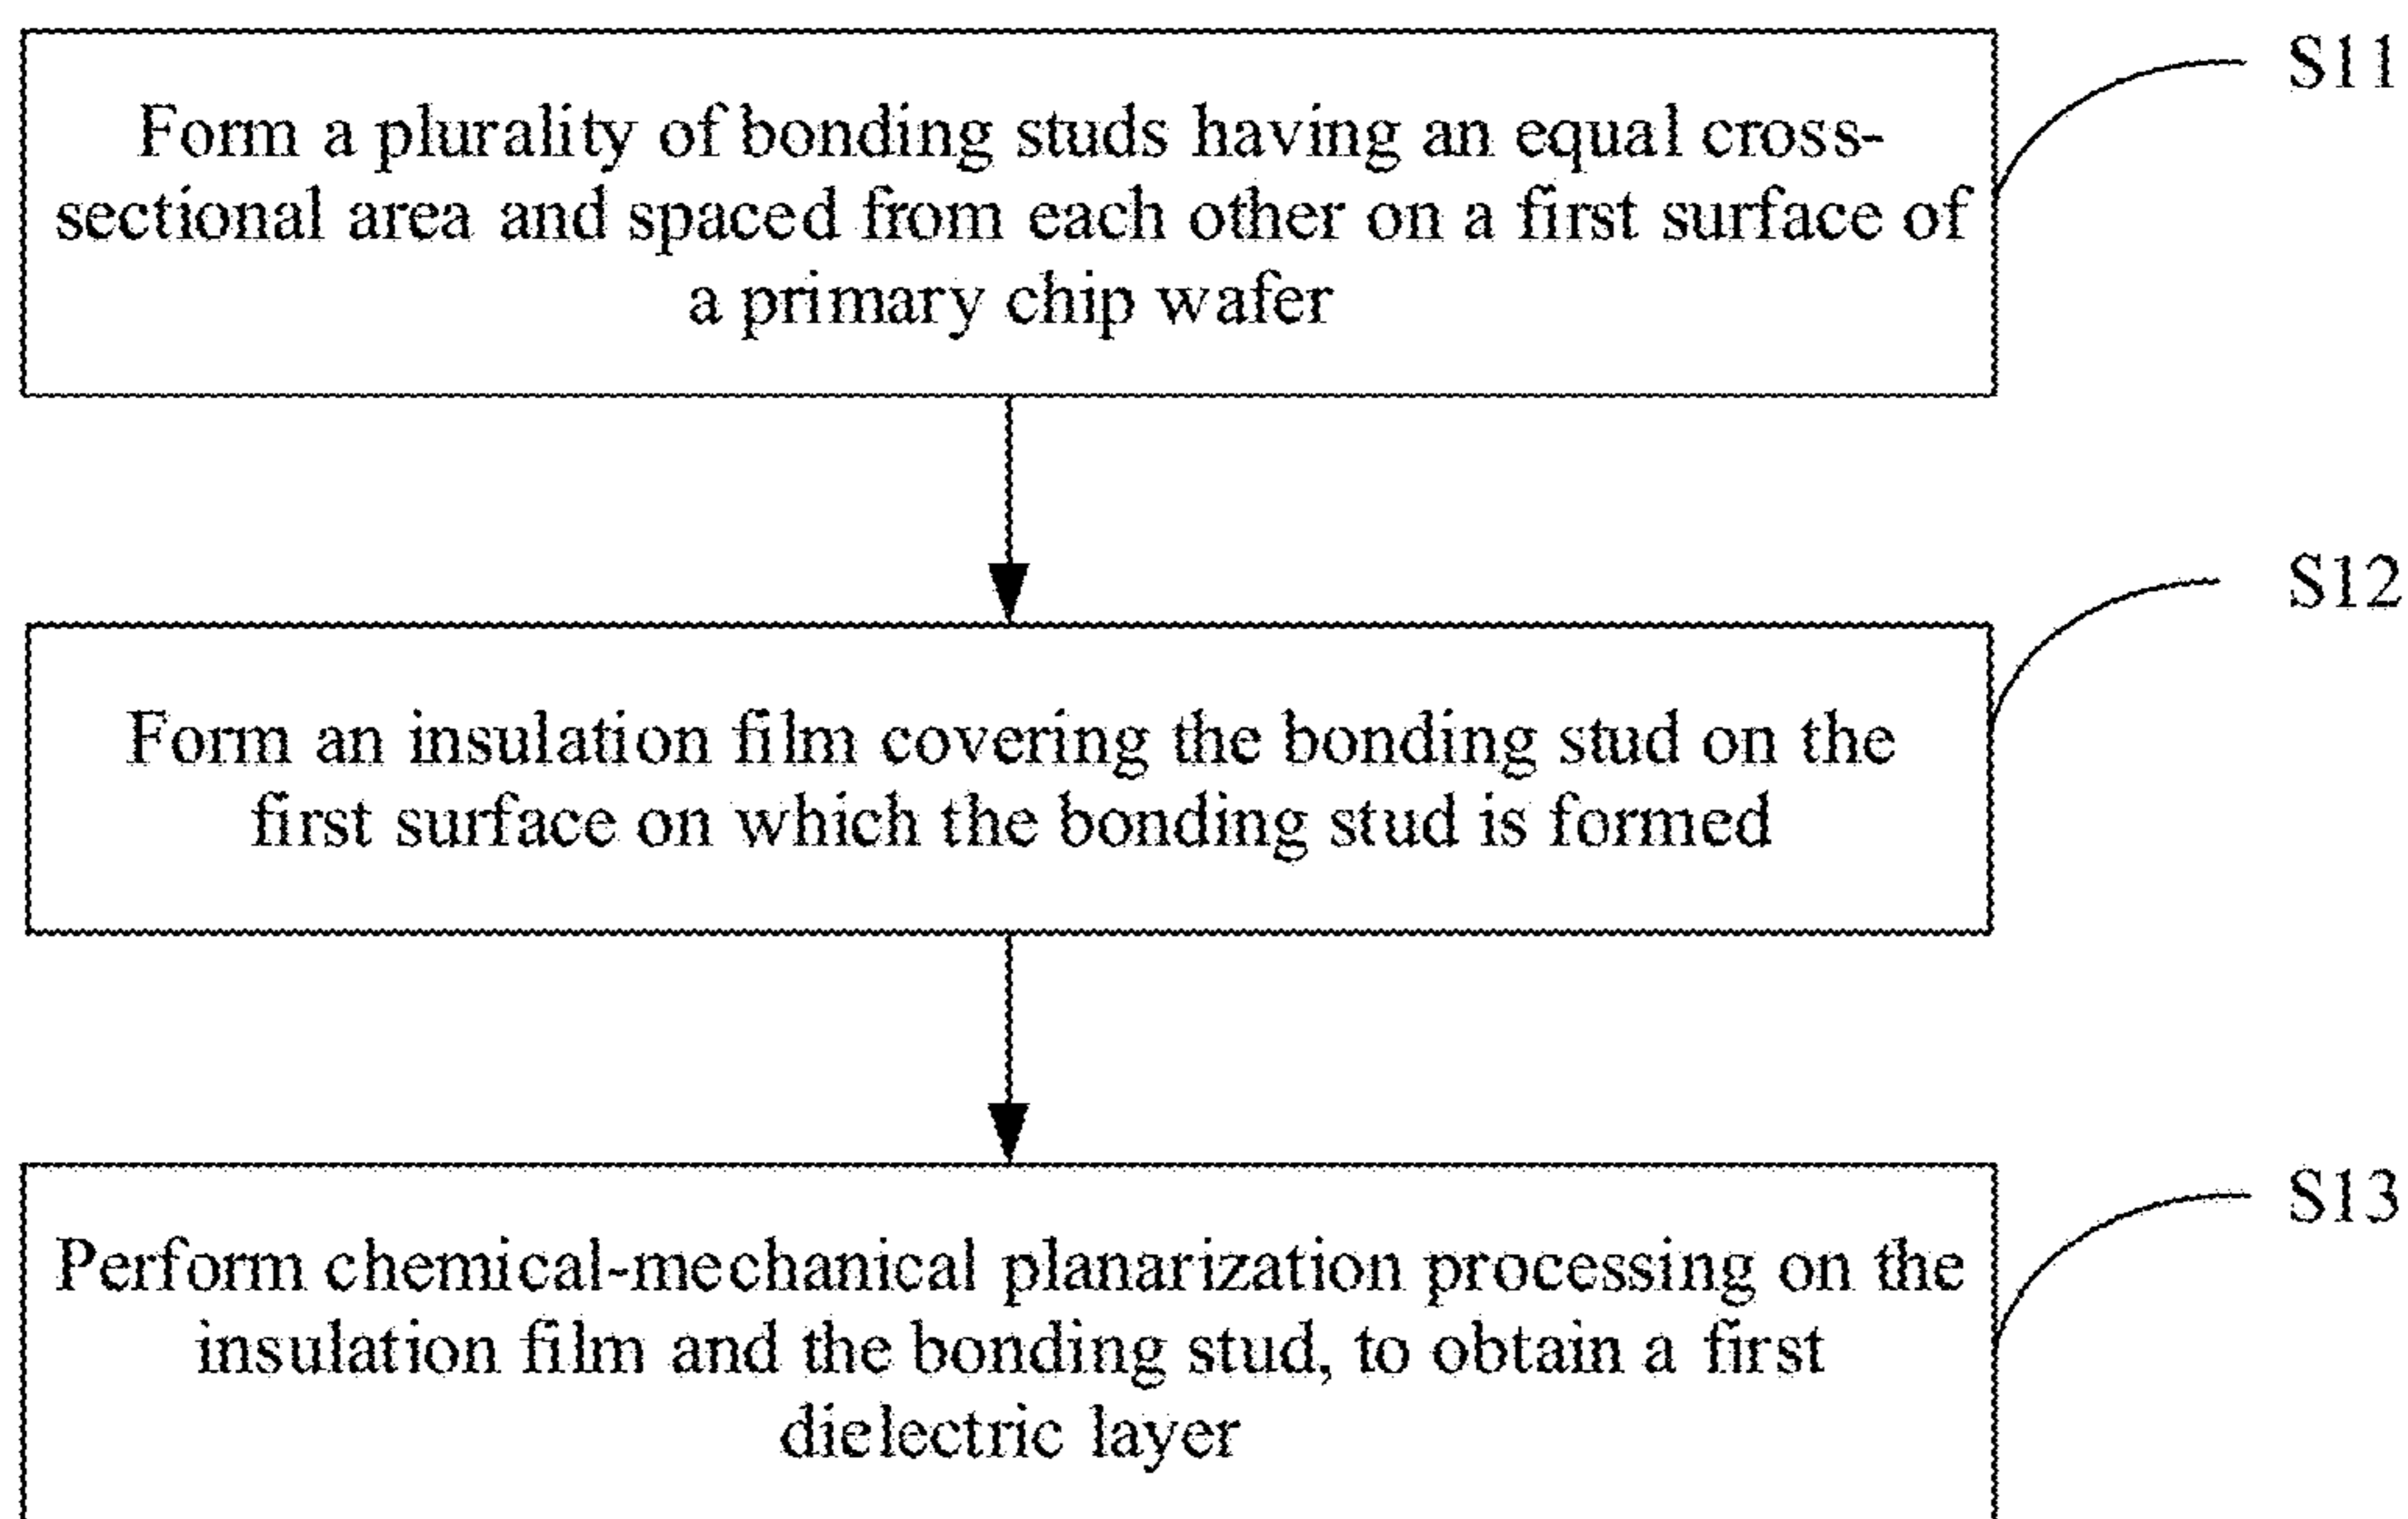 S11
Form a plurality of bonding studs having an equal cross-
sectional area and spaced from each other on a first surface of
a primary chip wafer
S12
Form an insulation film covering the bonding stud on the
first surface on which the bonding stud is formed
S13
Perform chemical-mechanical planarization processing on the
insulation film and the bonding stud, to obtain a first
dielectric layer